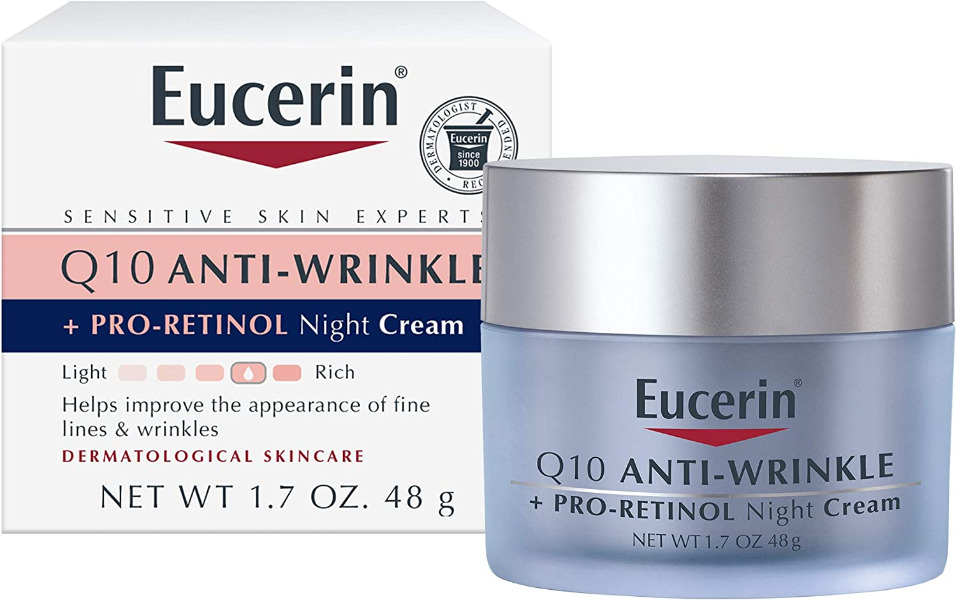 Eucerin®
DERMATOLOGIST
Eucerin
since
1900
SENSITIVE SKIN EXPERTS
Q10 ANTI-WRINKLE
+ PRO-RETINOL Night Cream
Light Rich
Helps improve the appearance of fine
lines & wrinkles
DERMATOLOGICAL SKINCARE
NET WT 1.7 OZ. 48 g
Eucerin®
Q10 ANTI-WRINKLE
+ PRO-RETINOL Night Cream
NET WT 1.7 OZ 48 g